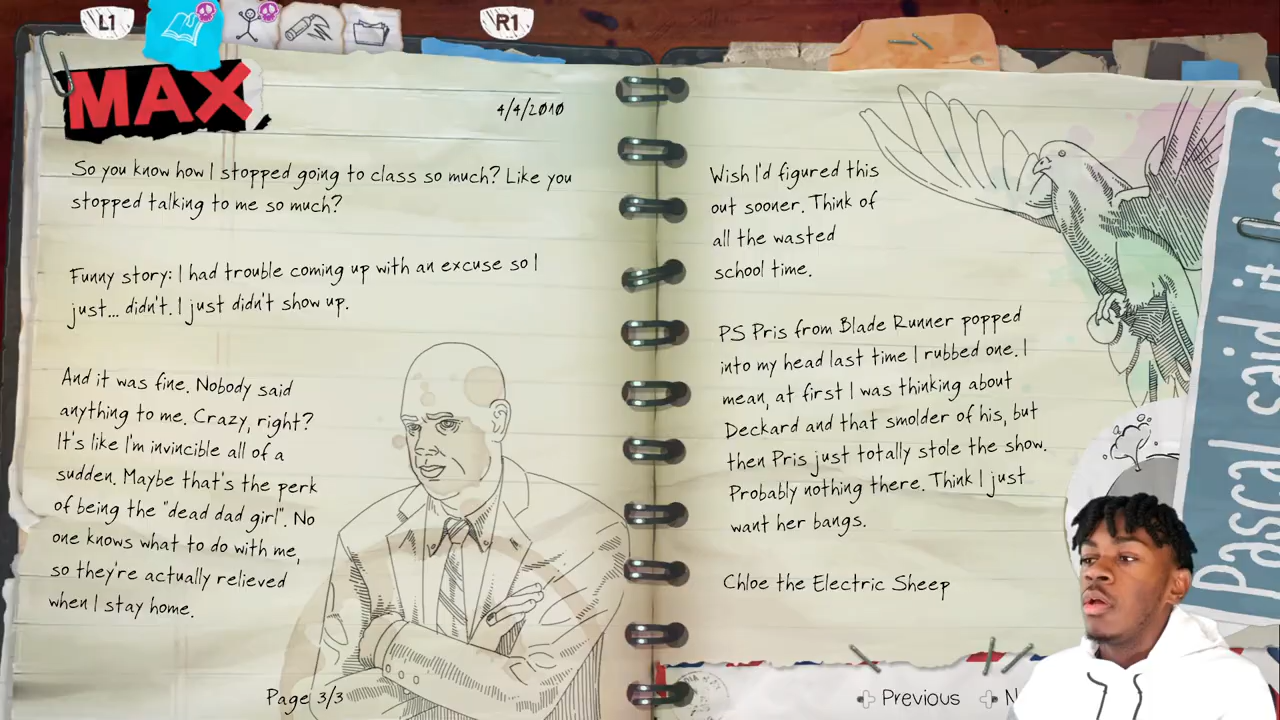 L1
R1
MAX
4/4/2010
So you know how I stopped going to class so much? Like you
stopped talking to me so much?
Funny story: I had trouble coming up with an excuse so I
just... didn't. I just didn't show up.
And it was fine. Nobody said
anything to me. Crazy, right?
It's like I'm invincible all of a
sudden. Maybe that's the perk
of being the "dead dad girl". No
one knows what to do with me,
so they're actually relieved
when I stay home.
Page 3/3
Wish I'd figured this
out sooner. Think of
all the wasted
school time.
PS Pris from Blade Runner popped
into my head last time I rubbed one. I
mean, at first I was thinking about
Deckard and that smolder of his, but
then Pris just totally stole the show.
Probably nothing there. Think I just
want her bangs.
Chloe the Electric Sheep
Previous
Pascal said it